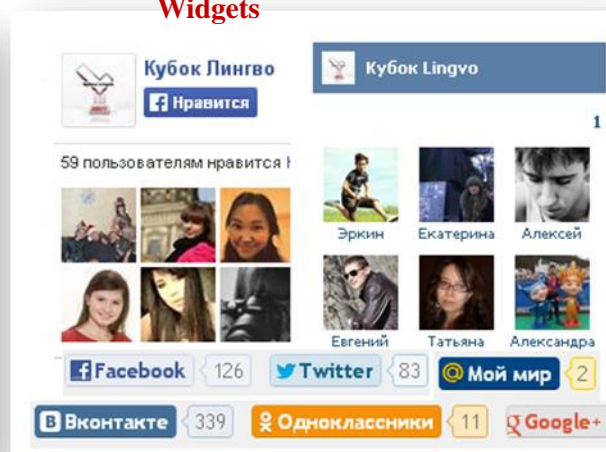 Widgets
Кубок Лингво
Нравится
59 пользователям нравится
Кубок Lingvo
1
Эркин Екатерина Алексей
Евгений Татьяна Александра
Facebook 126 Twitter 83 Мой мир 2
Вконтакте 339 Одноклассники 11 Google+